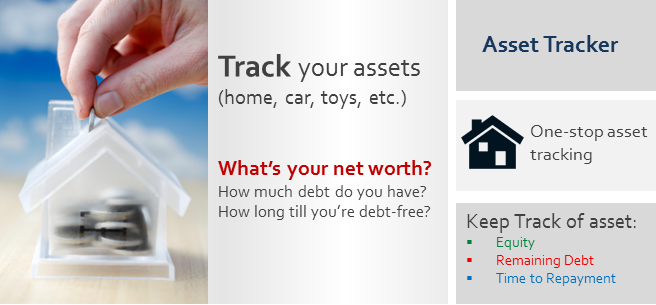 Track your assets
(home, car, toys, etc.)
What's your net worth?
How much debt do you have?
How long till you're debt-free?
Asset Tracker
One-stop asset
tracking
Keep Track of asset:
▪ Equity
▪ Remaining Debt
▪ Time to Repayment